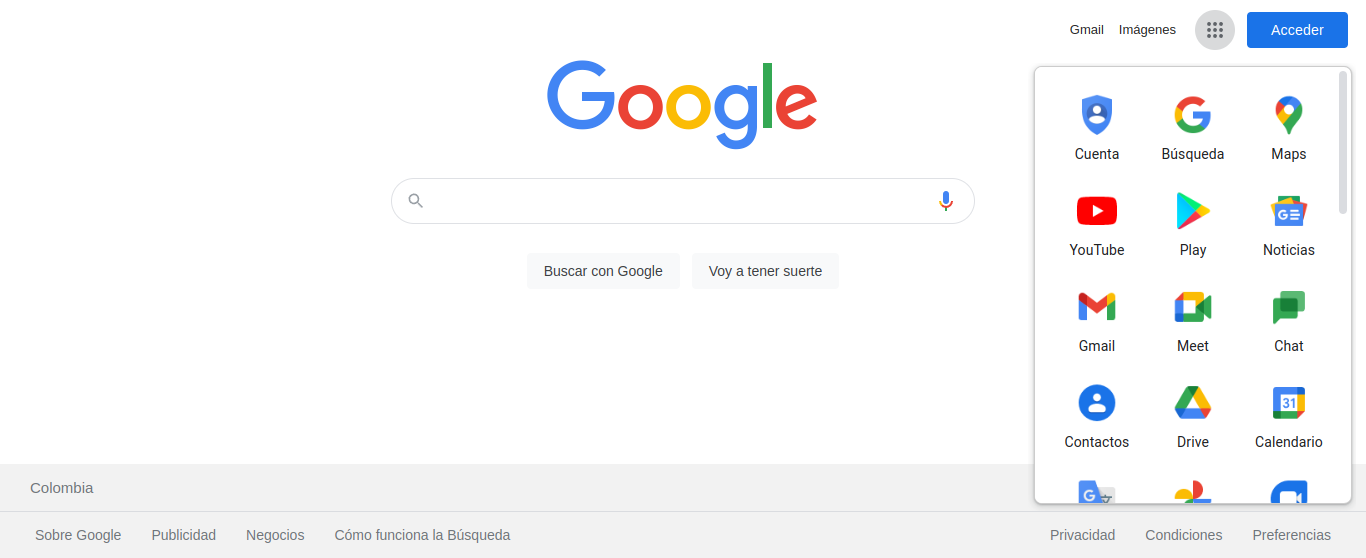 Gmail Imágenes Acceder
Google
Buscar con Google Voy a tener suerte
Cuenta Búsqueda Maps
YouTube Play Noticias
Gmail Meet Chat
31
Contactos Drive Calendario
Colombia
Sobre Google Publicidad Negocios Cómo funciona la Búsqueda Privacidad Condiciones Preferencias